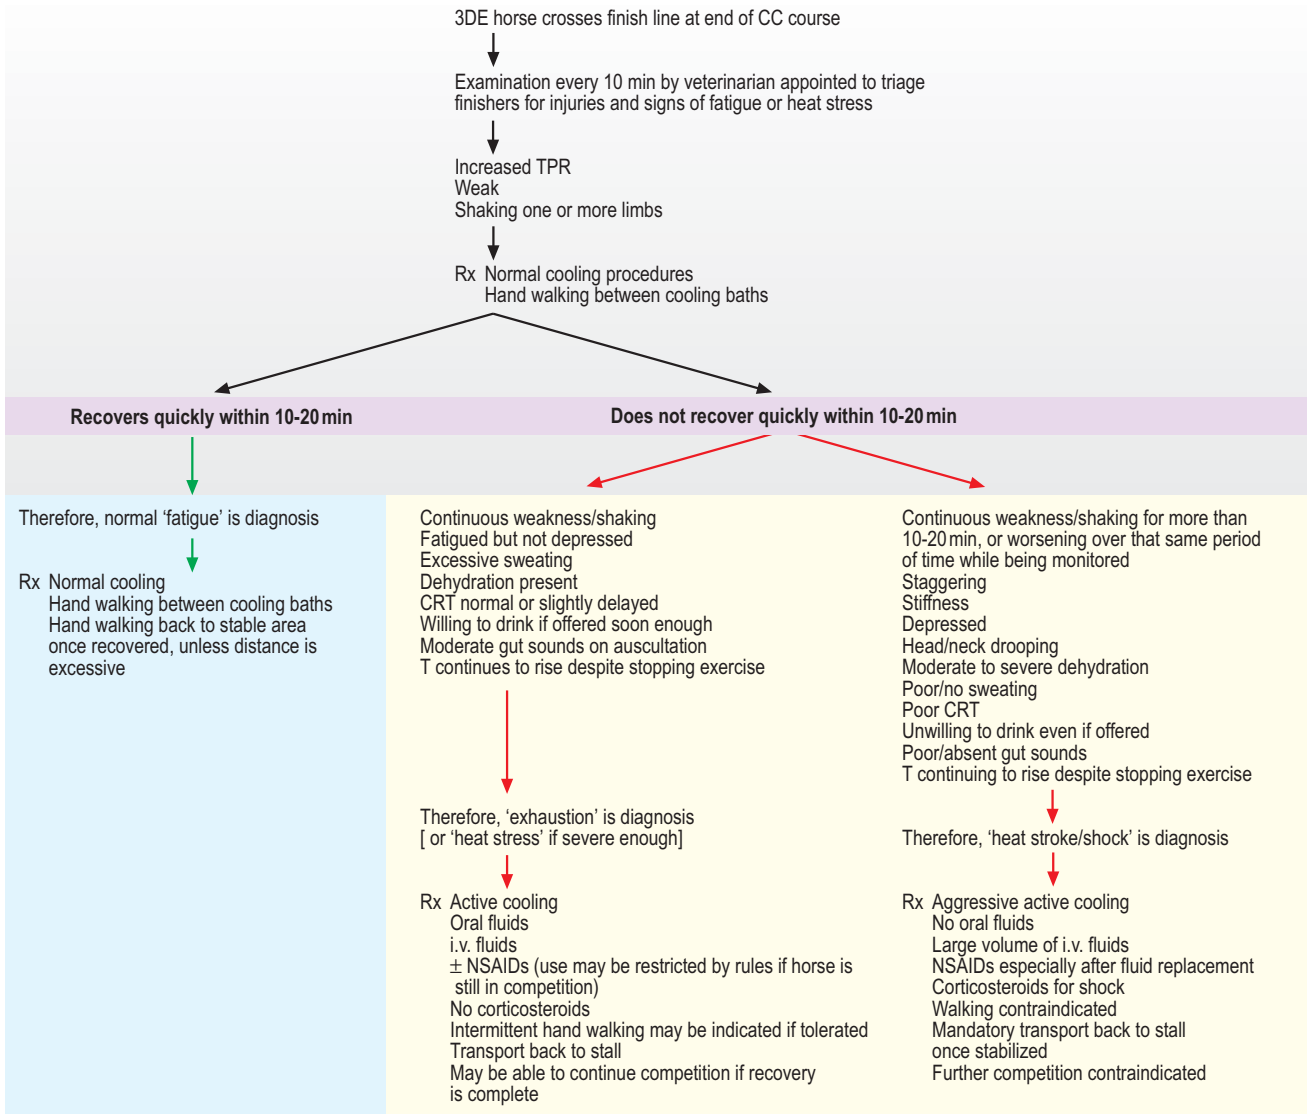 3DE horse crosses finish line at end of CC course
Examination every 10 min by veterinarian appointed to triage
finishers for injuries and signs of fatigue or heat stress
Increased TPR
Weak
Shaking one or more limbs
Rx Normal cooling procedures
Hand walking between cooling baths
Recovers quickly within 10-20 min
Does not recover quickly within 10-20 min
Therefore, normal ‘fatigue’ is diagnosis
Rx Normal cooling
Hand walking between cooling baths
Hand walking back to stable area
once recovered, unless distance is
excessive
Continuous weakness/shaking
Fatigued but not depressed
Excessive sweating
Dehydration present
CRT normal or slightly delayed
Willing to drink if offered soon enough
Moderate gut sounds on auscultation
T continues to rise despite stopping exercise
Therefore, ‘exhaustion’ is diagnosis
[ or ‘heat stress’ if severe enough]
Rx Active cooling
Oral fluids
i.v. fluids
± NSAIDs (use may be restricted by rules if horse is
still in competition)
No corticosteroids
Intermittent hand walking may be indicated if tolerated
Transport back to stall
May be able to continue competition if recovery
is complete
Continuous weakness/shaking for more than
10-20 min, or worsening over that same period
of time while being monitored
Staggering
Stiffness
Depressed
Head/neck drooping
Moderate to severe dehydration
Poor/no sweating
Poor CRT
Unwilling to drink even if offered
Poor/absent gut sounds
T continuing to rise despite stopping exercise
Therefore, ‘heat stroke/shock’ is diagnosis
Rx Aggressive active cooling
No oral fluids
Large volume of i.v. fluids
NSAIDs especially after fluid replacement
Corticosteroids for shock
Walking contraindicated
Mandatory transport back to stall
once stabilized
Further competition contraindicated